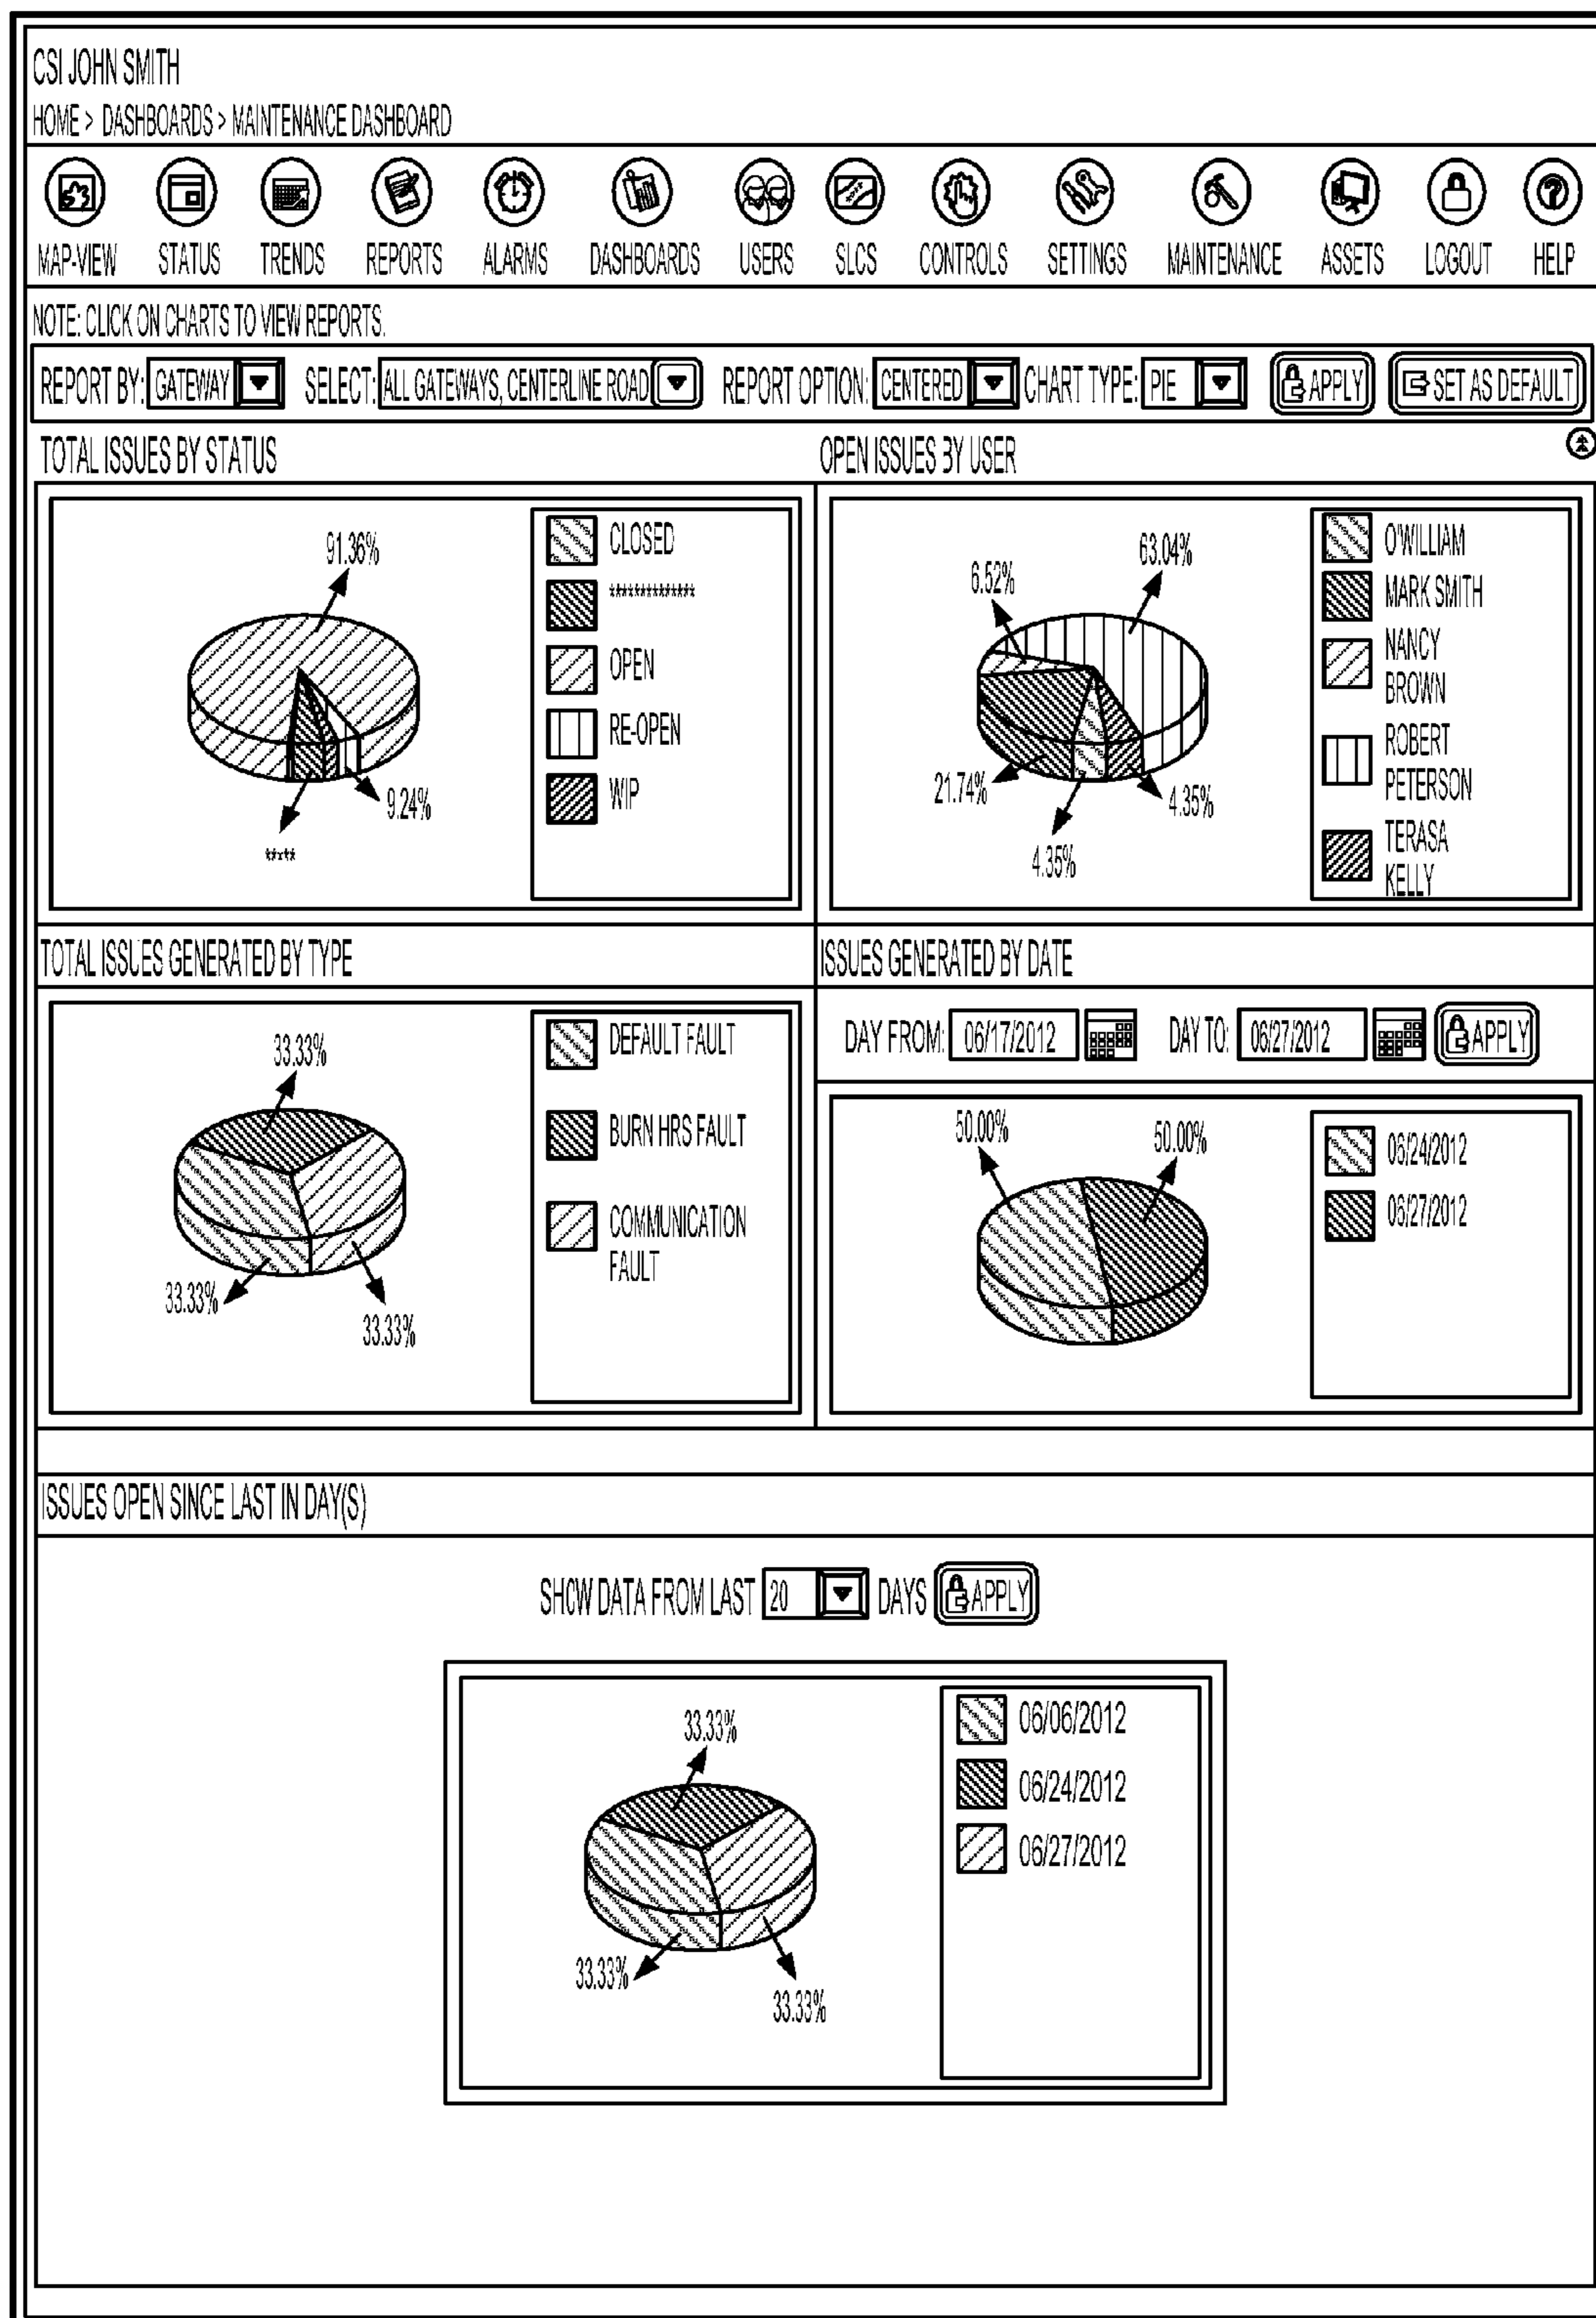 CSI JOHN SMITH
HOME > DASHBOARDS > MAINTENANCE DASHBOARD
MAP-VIEW STATUS TRENDS REPORTS ALARMS DASHBOARDS USERS SLCS CONTROLS SETTINGS MAINTENANCE ASSETS LOGOUT HELP
NOTE: CLICK ON CHARTS TO VIEW REPORTS.
REPORT BY: GATEWAY SELECT: ALL GATEWAYS, CENTERLINE ROAD REPORT OPTION: CENTERED CHART TYPE: PIE APPLY SET AS DEFAULT
TOTAL ISSUES BY STATUS
91.36%
9.24%
*****
CLOSED
*************
OPEN
RE-OPEN
WIP
OPEN ISSUES BY USER
63.04%
6.52%
21.74%
4.35%
4.35%
O'WILLIAM
MARK SMITH
NANCY
BROWN
ROBERT
PETERSON
TERASA
KELLY
TOTAL ISSUES GENERATED BY TYPE
33.33%
33.33%
33.33%
DEFAULT FAULT
BURN HRS FAULT
COMMUNICATION
FAULT
ISSUES GENERATED BY DATE
DAY FROM: 06/17/2012 DAY TO: 06/27/2012 APPLY
50.00%
50.00%
06/24/2012
06/27/2012
ISSUES OPEN SINCE LAST IN DAY(S)
SHOW DATA FROM LAST 20 DAYS APPLY
33.33%
33.33%
33.33%
06/06/2012
06/24/2012
06/27/2012